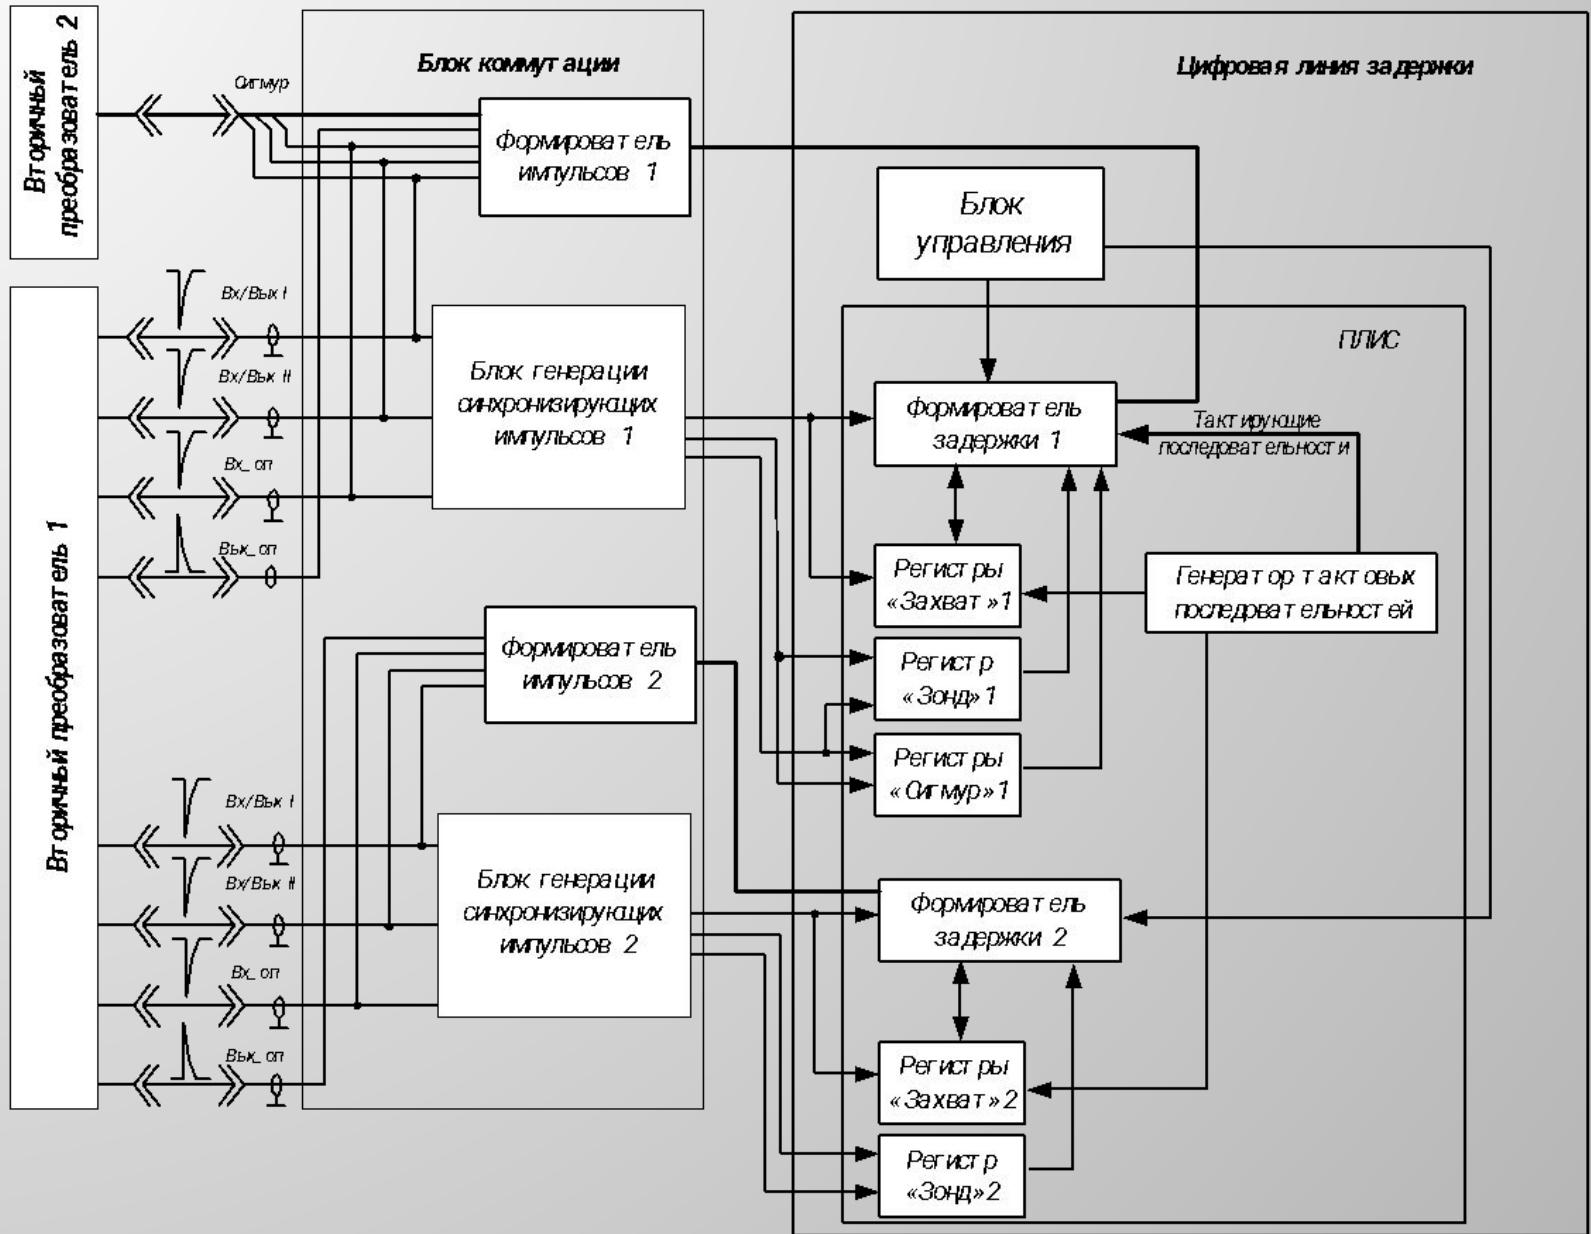 Вторичный
преобразователь 2
Сигмур
Блок коммутации
Формирователь
импульсов 1
Цифровая линия задержки
Блок
управления
ПЛИС
Вторичный преобразователь 1
Вх/Вых I
Вх/Вых II
Вх_оп
Вых_оп
Блок генерации
синхронизирующих
импульсов 1
Формирователь
задержки 1
Тактирующие
последовательности
Регистры
«Захват»1
Генератор тактовых
последовательностей
Регистр
«Зонд»1
Регистры
«Сигмур»1
Формирователь
импульсов 2
Вх/Вых I
Вх/Вых II
Вх_оп
Вых_оп
Блок генерации
синхронизирующих
импульсов 2
Формирователь
задержки 2
Регистры
«Захват»2
Регистр
«Зонд»2